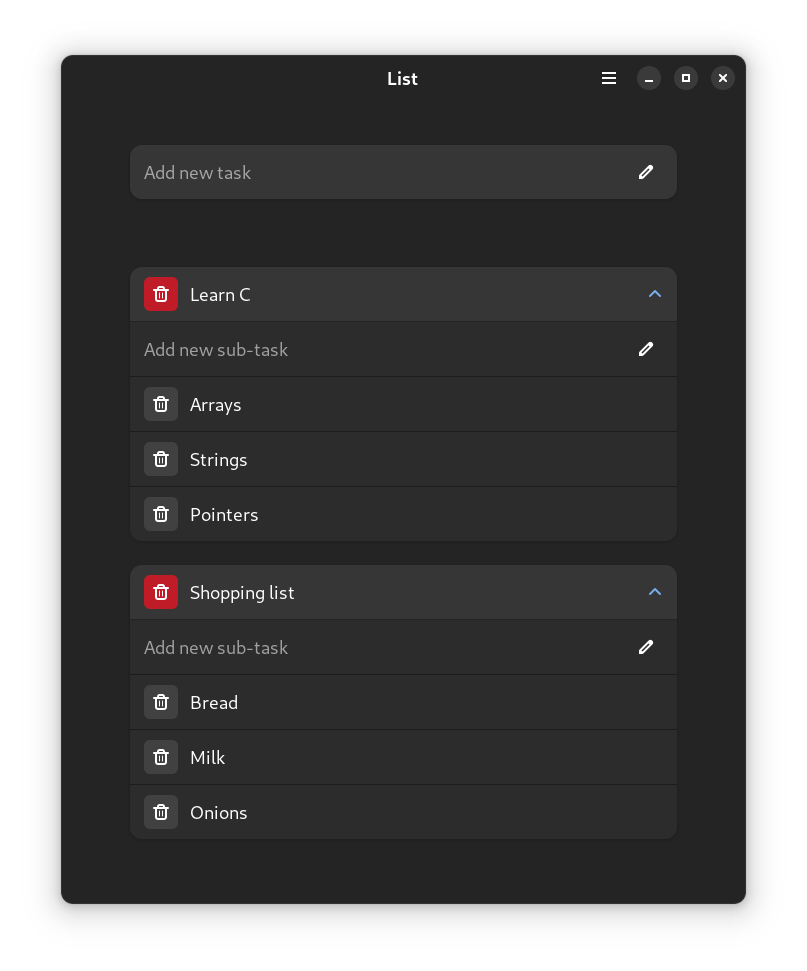 List
Add new task
Learn C
Add new sub-task
Arrays
Strings
Pointers
Shopping list
Add new sub-task
Bread
Milk
Onions